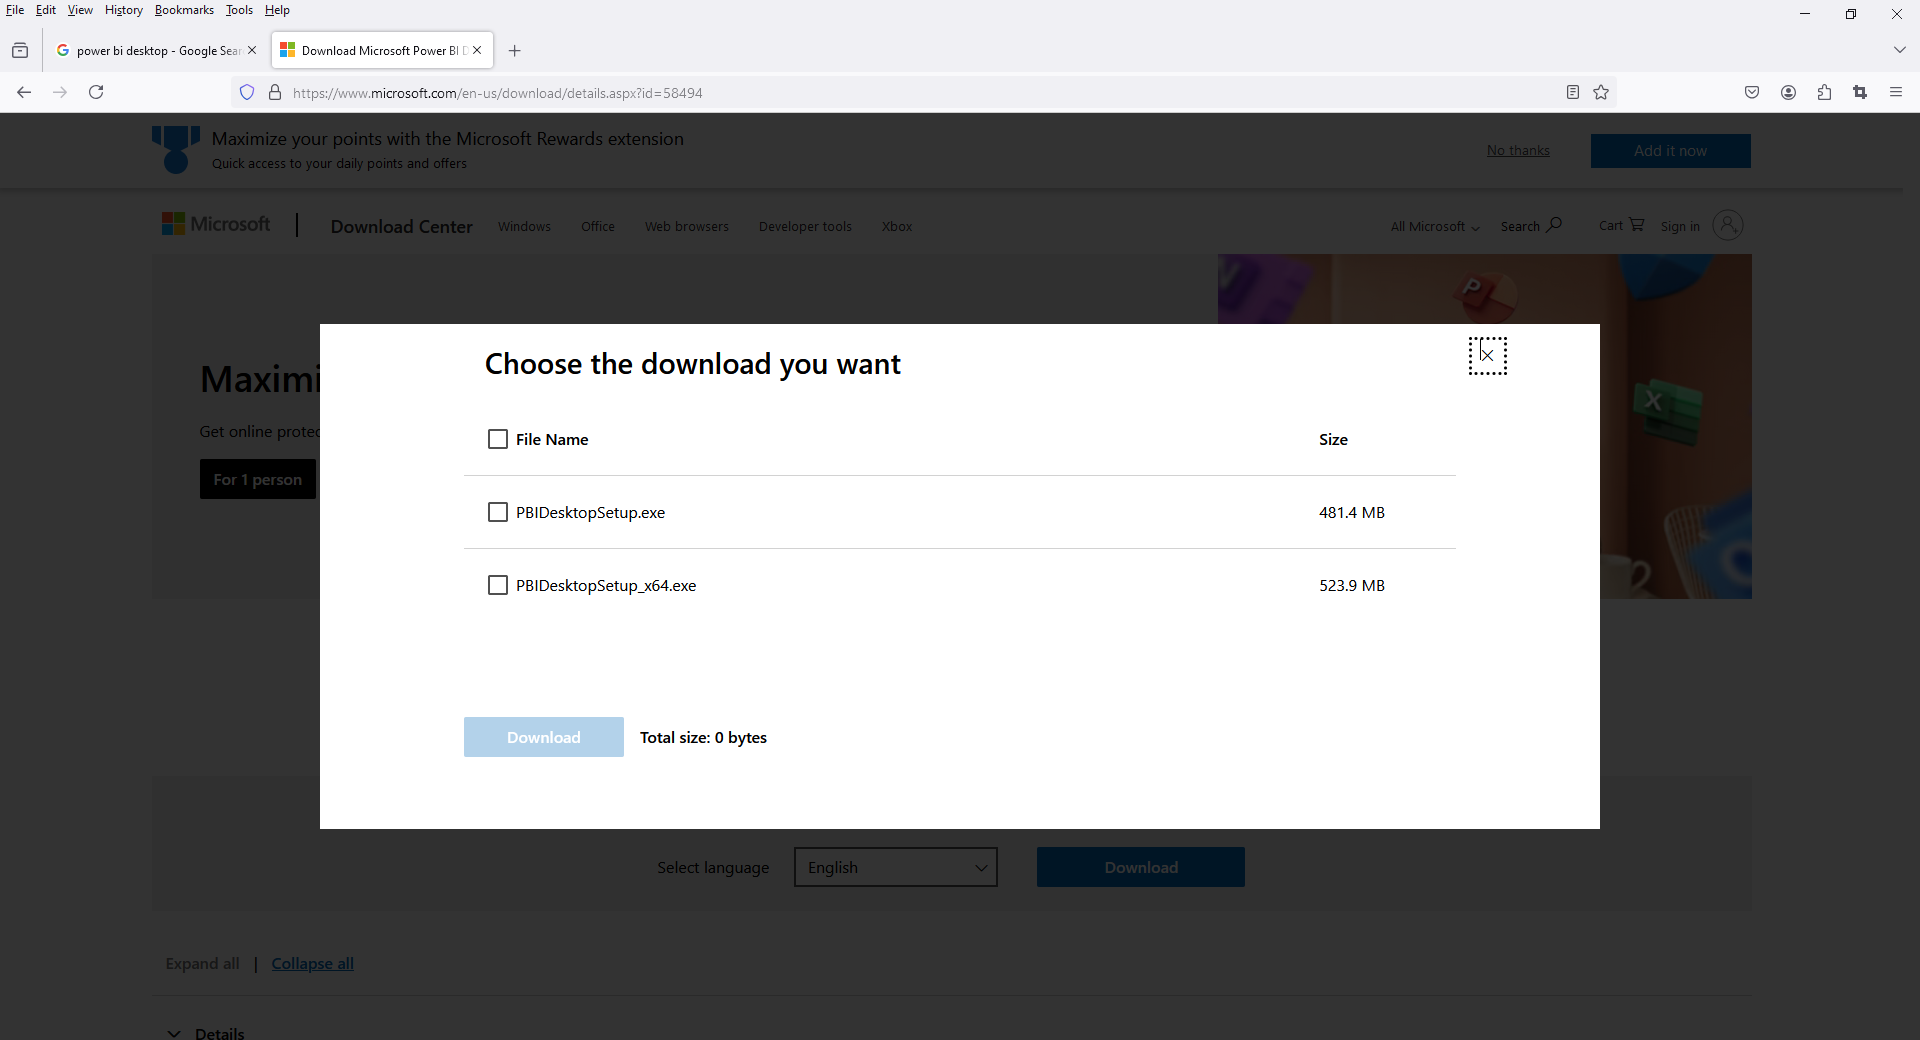 File Edit View History Bookmarks Tools Help
power bi desktop - Google Sear
Download Microsoft Power BI D
https://www.microsoft.com/en-us/download/details.aspx?id=58494
Maximize your points with the Microsoft Rewards extension
Quick access to your daily points and offers
No thanks
Add it now
Microsoft
Download Center Windows Office Web browsers Developer tools Xbox
All Microsoft Search Cart Sign in
Maximi
Get online protec
For 1 person
N
P
X
Choose the download you want
File Name Size
PBIDesktopSetup.exe 481.4 MB
PBIDesktopSetup_x64.exe 523.9 MB
Download Total size: 0 bytes
Select language English Download
Expand all | Collapse all
Details